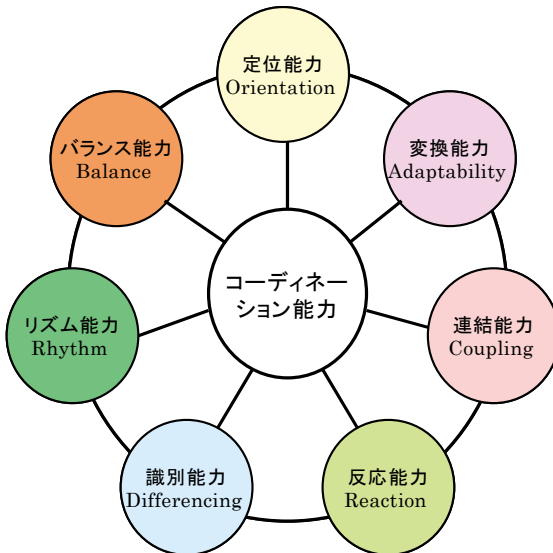 定位能力
Orientation
変換能力
Adaptability
連結能力
Coupling
反応能力
Reaction
識別能力
Differencing
リズム能力
Rhythm
バランス能力
Balance
コーディネー
ション能力